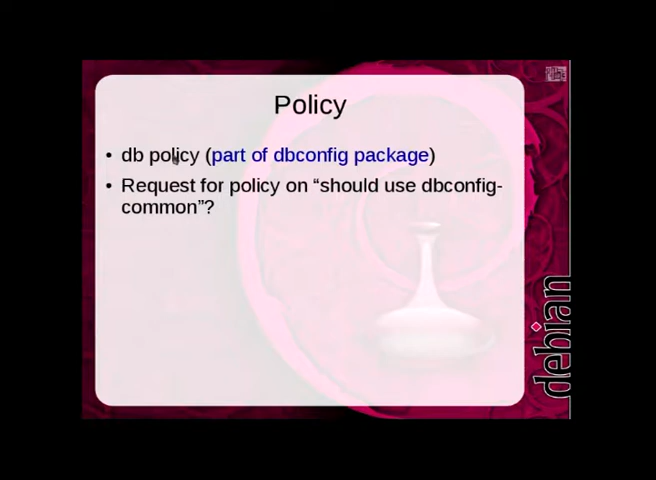 Policy
• db policy (part of dbconfig package)
• Request for policy on “should use dbconfig-
common”?
debian